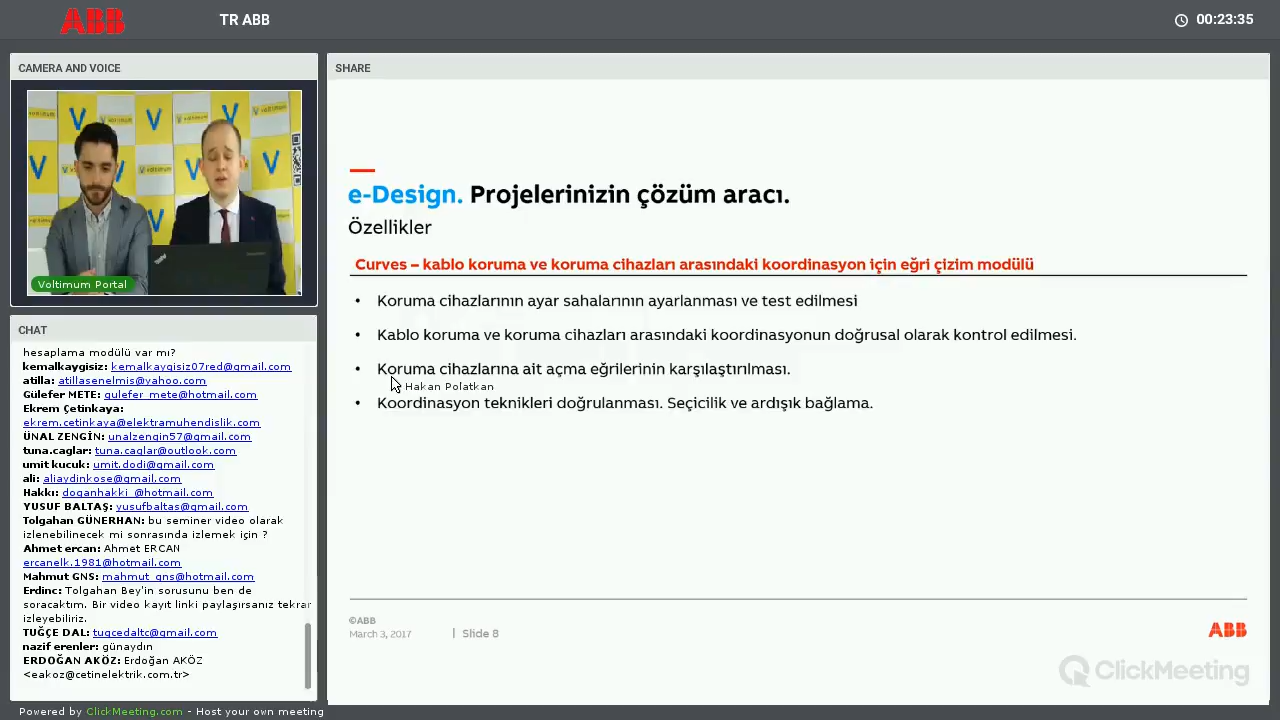 ABB
TR ABB
00:23:35
CAMERA AND VOICE
voltimum
voltimum
voltimum
Voltimum Portal
CHAT
hesaplama modülü var mı?
kemalkaygisiz: kemalkaygisiz07red@gmail.com
atilla: atillasenelmis@yahoo.com
Gülefer METE: gulefer_mete@hotmail.com
Ekrem Çetinkaya:
ekrem.cetinkaya@elektramuhendislik.com
ÜNAL ZENGİN: unalzengin57@gmail.com
tuna.caglar: tuna.caglar@outlook.com
umit kucuk: umit.dodi@gmail.com
ali: aliaydinkose@gmail.com
Hakkı: doganhakki_@hotmail.com
YUSUF BALTAŞ: yusufbaltas@gmail.com
Tolgahan GÜNERHAN: bu seminer video olarak
izlenebilinecek mi sonrasında izlemek için ?
Ahmet ercan: Ahmet ERCAN
ercanelk.1981@hotmail.com
Mahmut GNS: mahmut_gns@hotmail.com
Erdinc: Tolgahan Bey'in sorusunu ben de
soracaktım. Bir video kayıt linki paylaşırsanız tekrar
izleyebiliriz.
TUĞÇE DAL: tugcedaltc@gmail.com
nazif erenler: günaydın
ERDOĞAN AKÖZ: Erdoğan AKÖZ
<eakoz@cetinelektrik.com.tr>
SHARE
e-Design. Projelerinizin çözüm aracı.
Özellikler
Curves – kablo koruma ve koruma cihazları arasındaki koordinasyon için eğri çizim modülü
• Koruma cihazlarının ayar sahalarının ayarlanması ve test edilmesi
• Kablo koruma ve koruma cihazları arasındaki koordinasyonun doğrusal olarak kontrol edilmesi.
• Koruma cihazlarına ait açma eğrilerinin karşılaştırılması.
Hakan Polatkan
• Koordinasyon teknikleri doğrulanması. Seçicilik ve ardışık bağlama.
©ABB
March 3, 2017 | Slide 8
ABB
ClickMeeting
Powered by ClickMeeting.com - Host your own meeting